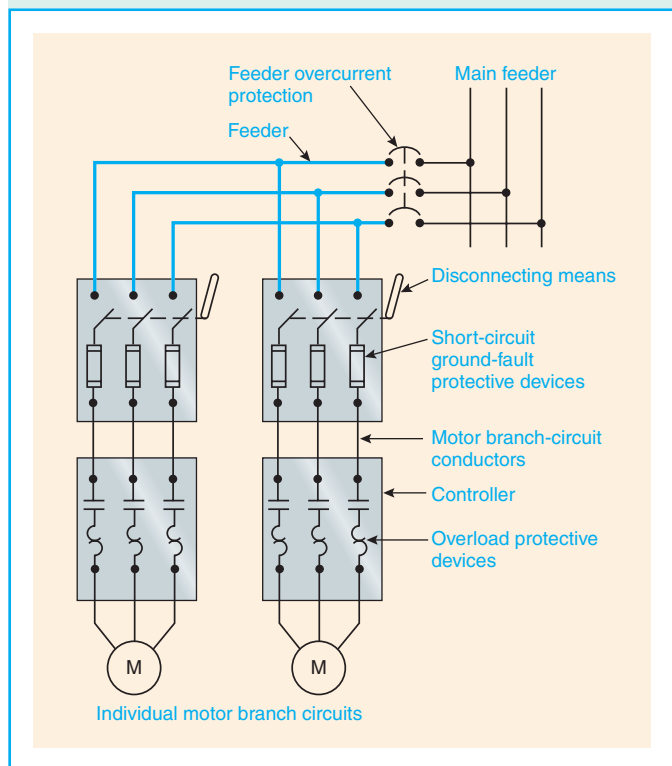 Feeder overcurrent
protection
Main feeder
Feeder
Disconnecting means
Short-circuit
ground-fault
protective devices
Motor branch-circuit
conductors
Controller
Overload protective
devices
M
M
Individual motor branch circuits